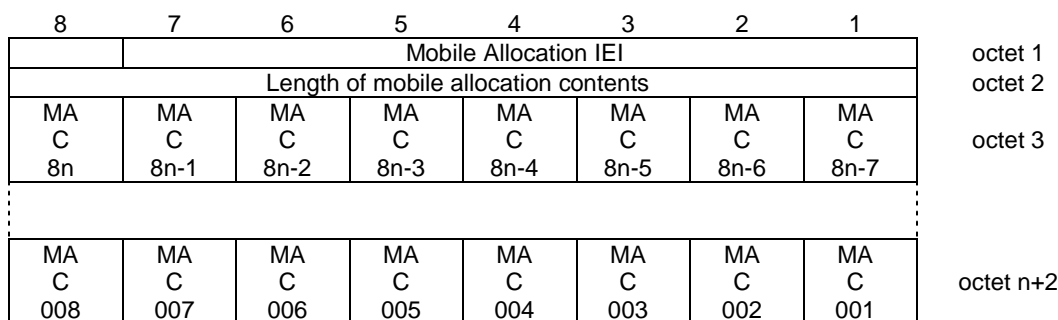 8 7 6 5 4 3 2 1
Mobile Allocation IEI octet 1
Length of mobile allocation contents octet 2
MA MA MA MA MA MA MA MA
C C C C C C C C octet 3
8n 8n-1 8n-2 8n-3 8n-4 8n-5 8n-6 8n-7
MA MA MA MA MA MA MA MA
C C C C C C C C octet n+2
008 007 006 005 004 003 002 001